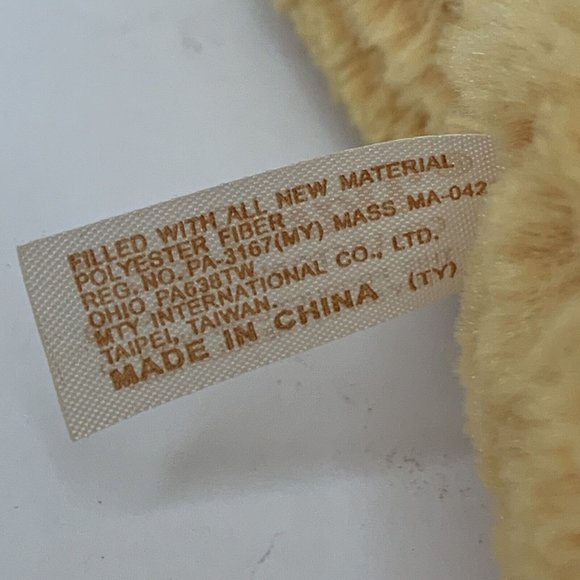 FILLED WITH ALL NEW MATERIAL
POLYESTER FIBER
REG. NO. PA-3167(MY) MASS MA-042
OHIO PA638TW
MTY INTERNATIONAL CO., LTD.
TAIPEI, TAIWAN.
MADE IN CHINA (TY)